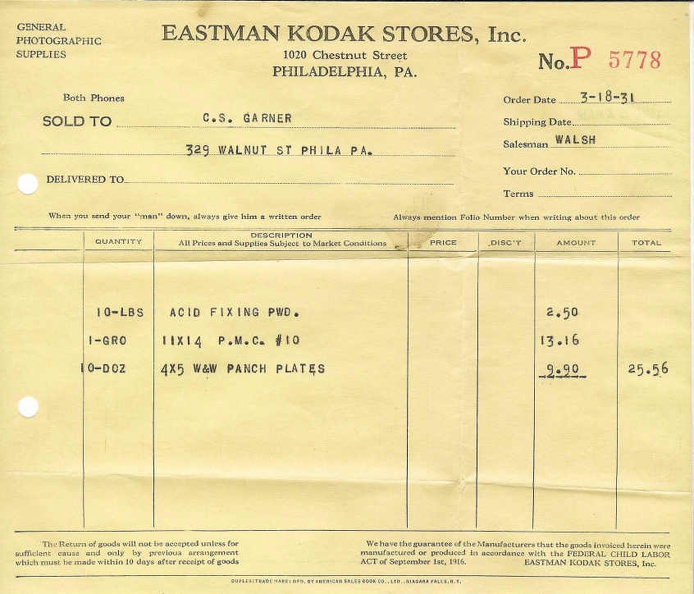 GENERAL
PHOTOGRAPHIC
SUPPLIES
EASTMAN KODAK STORES, Inc.
1020 Chestnut Street
PHILADELPHIA, PA.
No. P 5778
Both Phones
SOLD TO C.S. GARNER
329 WALNUT ST PHILA PA.
DELIVERED TO
Order Date 3-18-31
Shipping Date
Salesman WALSH
Your Order No.
Terms
When you send your "man" down, always give him a written order
Always mention Folio Number when writing about this order
QUANTITY DESCRIPTION PRICE DISC'T AMOUNT TOTAL
All Prices and Supplies Subject to Market Conditions
10-LBS ACID FIXING PWD. 2.50
1-GRO 11X14 P.M.C. #10 13.16
10-DOZ 4X5 W&W PANCH PLATES 9.90 25.56
The Return of goods will not be accepted unless for
sufficient cause and only by previous arrangement
which must be made within 10 days after receipt of goods
We have the guarantee of the Manufacturers that the goods invoiced herein were
manufactured or produced in accordance with the FEDERAL CHILD LABOR
ACT of September 1st, 1916. EASTMAN KODAK STORES, Inc.
BY AMERICAN SALES BOOK CO., LTD., NIAGARA FALLS, N.Y.